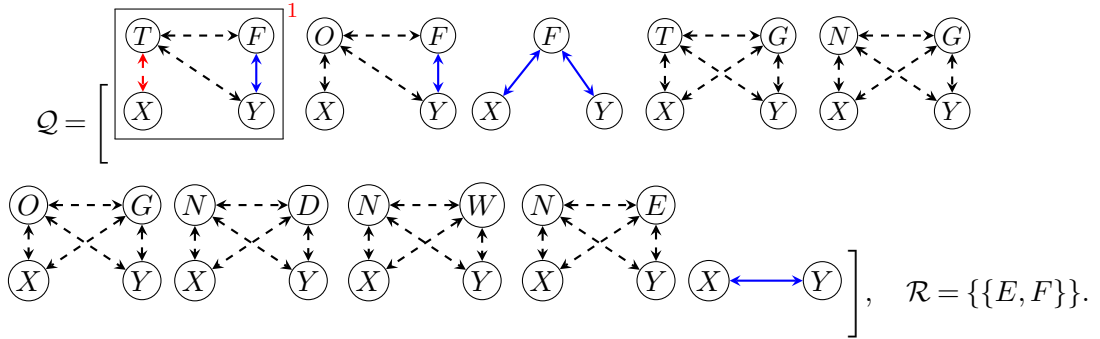 T F 1 O F F T G N G
𝒬 = [ X Y X Y X Y X Y X Y
O G N D N W N E
X Y X Y X Y X Y X Y ] , ℛ = {{E, F}}.